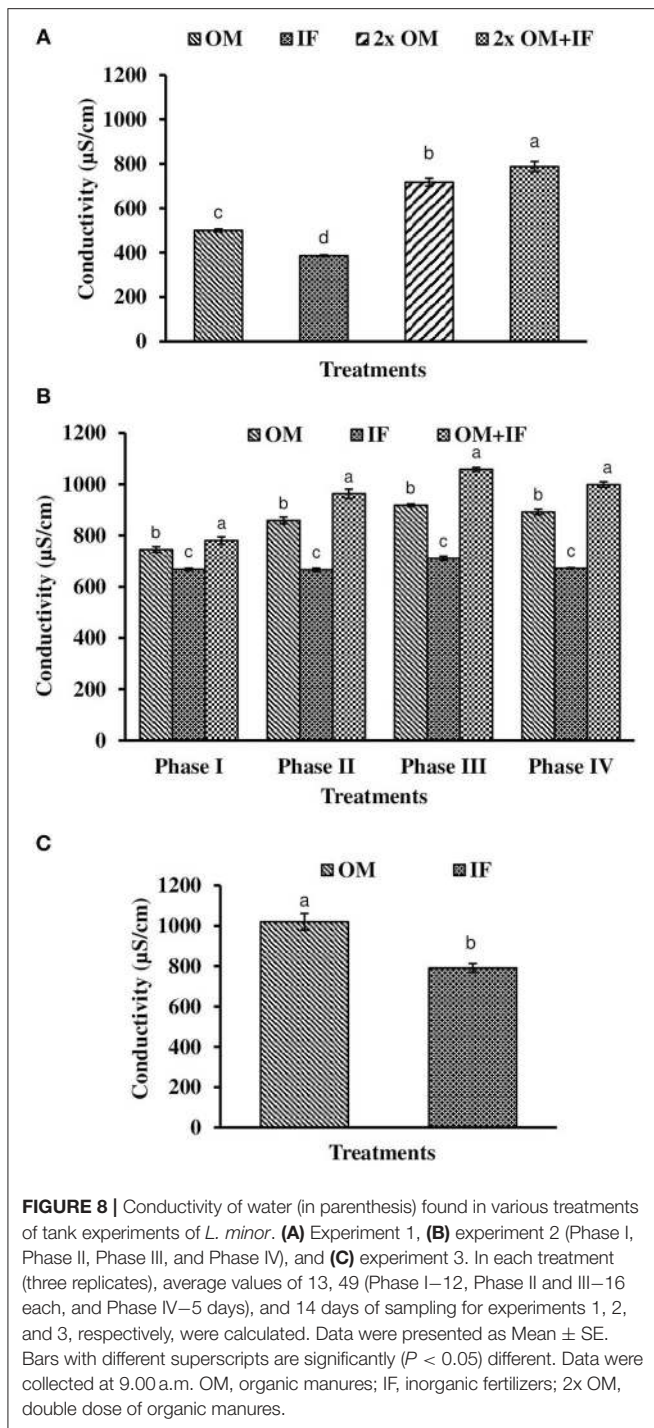 A
OM IF 2x OM 2x OM+IF
1200
1000
800
600
400
200
0
Conductivity (µS/cm)
c
d
b
a
Treatments
B
OM IF OM+IF
1200
1000
800
600
400
200
0
Conductivity (µS/cm)
b c a
b c a
b c a
b c a
Phase I Phase II Phase III Phase IV
Treatments
C
OM IF
1200
1000
800
600
400
200
0
Conductivity (µS/cm)
a
b
Treatments
FIGURE 8 | Conductivity of water (in parenthesis) found in various treatments
of tank experiments of L. minor. (A) Experiment 1, (B) experiment 2 (Phase I,
Phase II, Phase III, and Phase IV), and (C) experiment 3. In each treatment
(three replicates), average values of 13, 49 (Phase I–12, Phase II and III–16
each, and Phase IV–5 days), and 14 days of sampling for experiments 1, 2,
and 3, respectively, were calculated. Data were presented as Mean ± SE.
Bars with different superscripts are significantly (P < 0.05) different. Data were
collected at 9.00 a.m. OM, organic manures; IF, inorganic fertilizers; 2x OM,
double dose of organic manures.